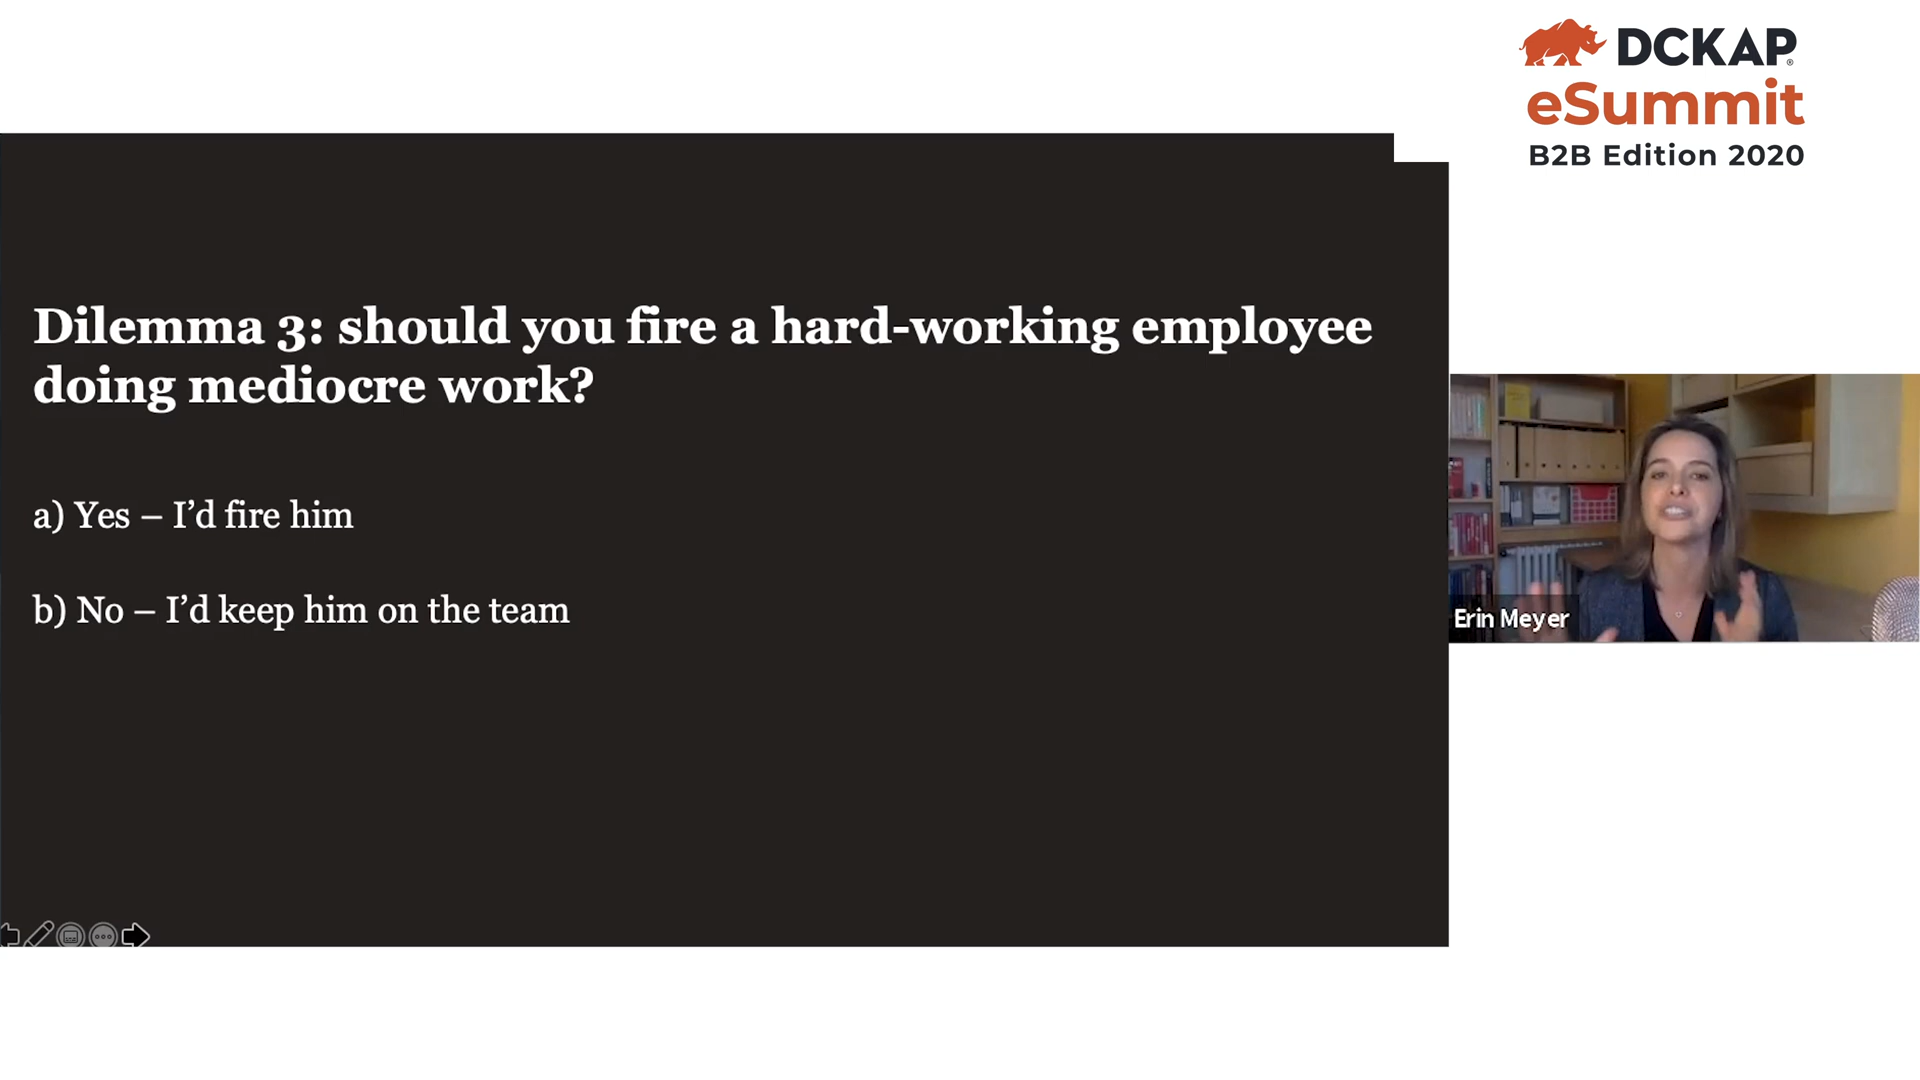 DCKAP®
eSummit
B2B Edition 2020
Dilemma 3: should you fire a hard-working employee
doing mediocre work?
a) Yes – I’d fire him
b) No – I’d keep him on the team
Erin Meyer